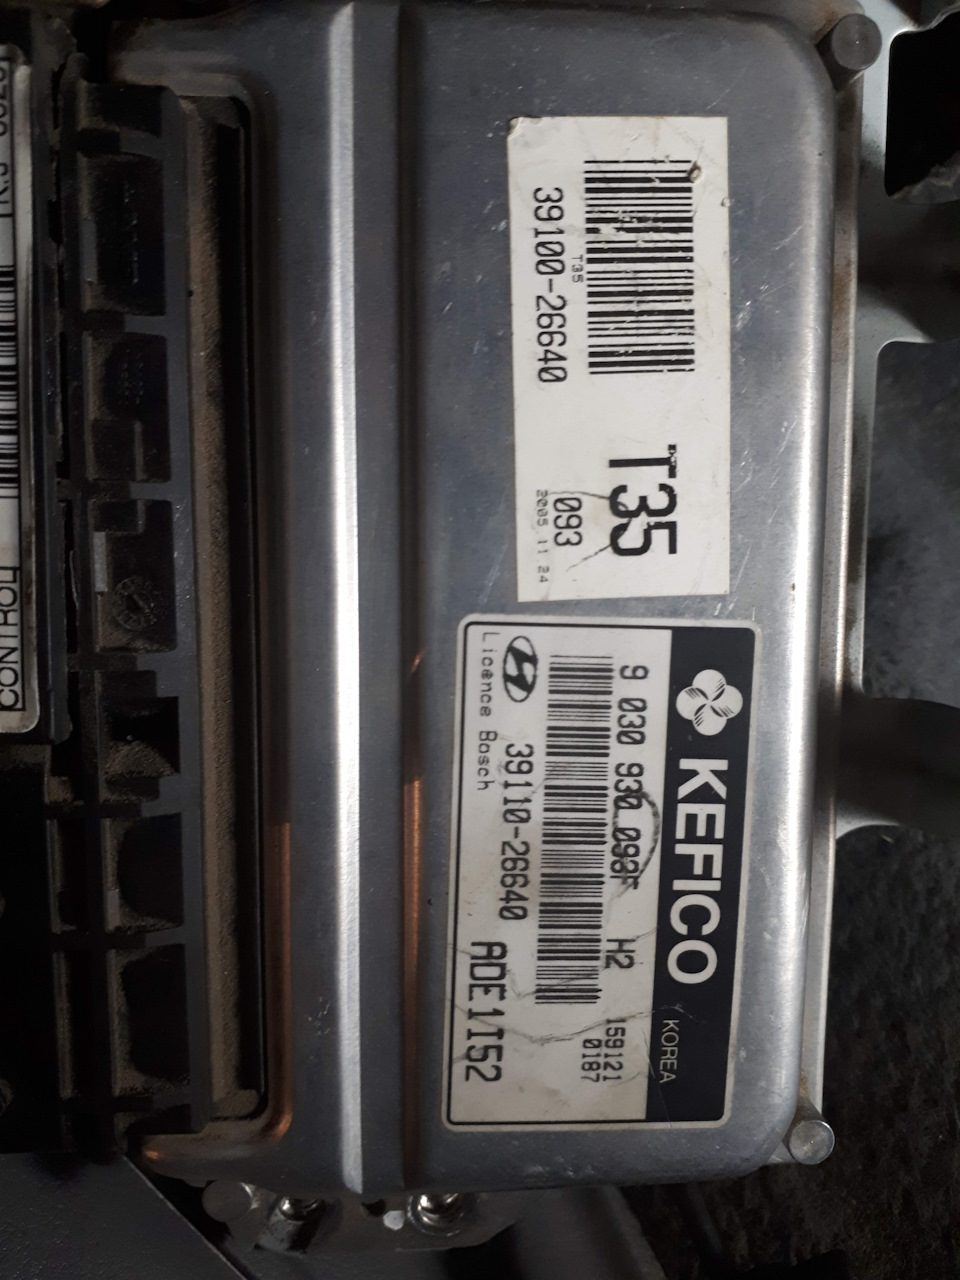 39100-26640
T35
T35
093
2005 11 24
KEFICO
KOREA
9 030 930 093F
H2
159121
0187
39110-26640
Licence Bosch
ADE1I52
CONTROL